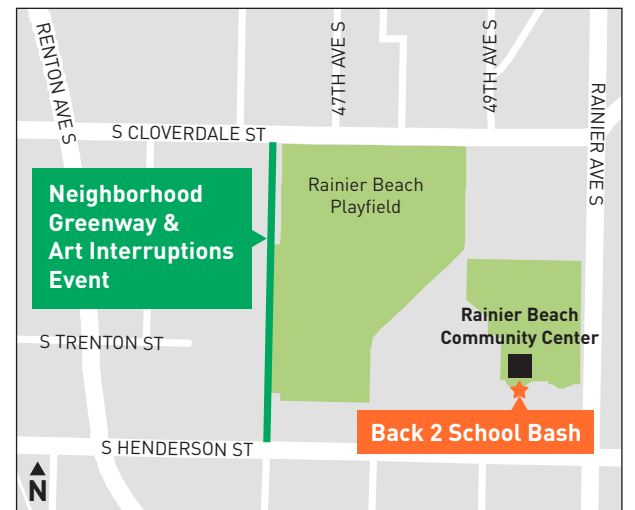 RENTON AVE S
47TH AVE S
49TH AVE S
RAINIER AVE S
S CLOVERDALE ST
Neighborhood
Greenway &
Art Interruptions
Event
Rainier Beach
Playfield
Rainier Beach
Community Center
S TRENTON ST
Back 2 School Bash
S HENDERSON ST
N